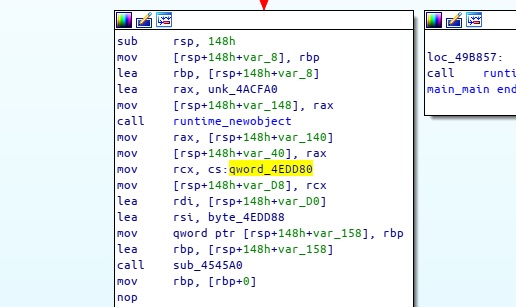 sub rsp, 148h
mov [rsp+148h+var_8], rbp
lea rbp, [rsp+148h+var_8]
lea rax, unk_4ACFA0
mov [rsp+148h+var_148], rax
call runtime_newobject
mov rax, [rsp+148h+var_140]
mov [rsp+148h+var_40], rax
mov rcx, cs:qword_4EDD80
mov [rsp+148h+var_D8], rcx
lea rdi, [rsp+148h+var_D0]
lea rsi, byte_4EDD88
mov qword ptr [rsp+148h+var_158], rbp
lea rbp, [rsp+148h+var_158]
call sub_4545A0
mov rbp, [rbp+0]
nop
loc_49B857:
call runti
main_main end